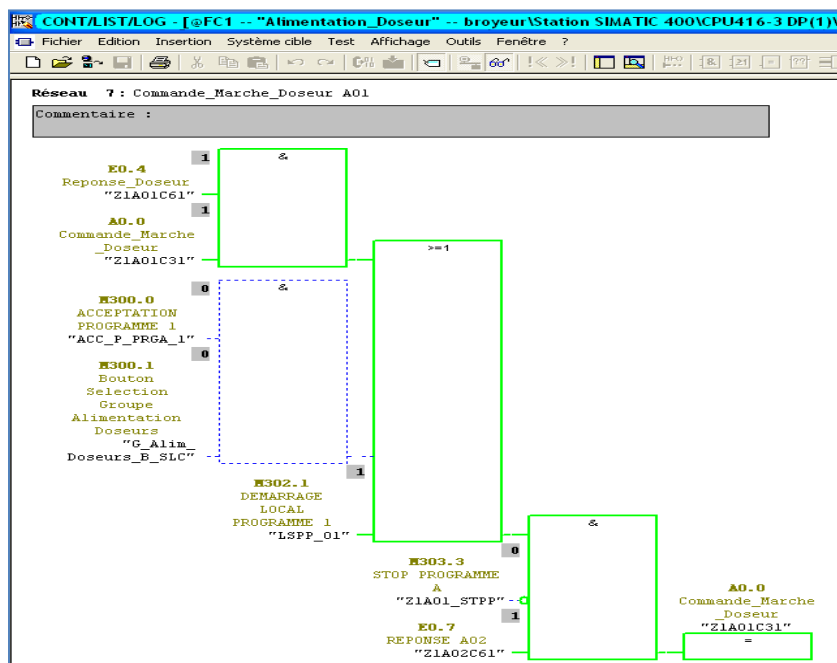 CONT/LIST/LOG - [@FC1 -- "Alimentation_Doseur" -- broyeur\Station SIMATIC 400\CPU416-3 DP(1)\
Fichier Edition Insertion Système cible Test Affichage Outils Fenêtre ?
Réseau 7: Commande_Marche_Doseur A01
Commentaire :
1
&
E0.4
Reponse_Doseur
"Z1A01C61"
1
A0.0
Commande_Marche
_Doseur
"Z1A01C31"
>=1
0
&
M300.0
ACCEPTATION
PROGRAMME 1
"ACC_P_PRGA_1"
0
M300.1
Bouton
Selection
Groupe
Alimentation
Doseurs
"G_Alim_
Doseurs_B_SLC"
1
M302.1
DEMARRAGE
LOCAL
PROGRAMME 1
"LSPP_01"
&
0
M303.3
STOP PROGRAMME
A
"Z1A01_STPP"
1
E0.7
REPONSE A02
"Z1A02C61"
A0.0
Commande_Marche
_Doseur
"Z1A01C31"
=